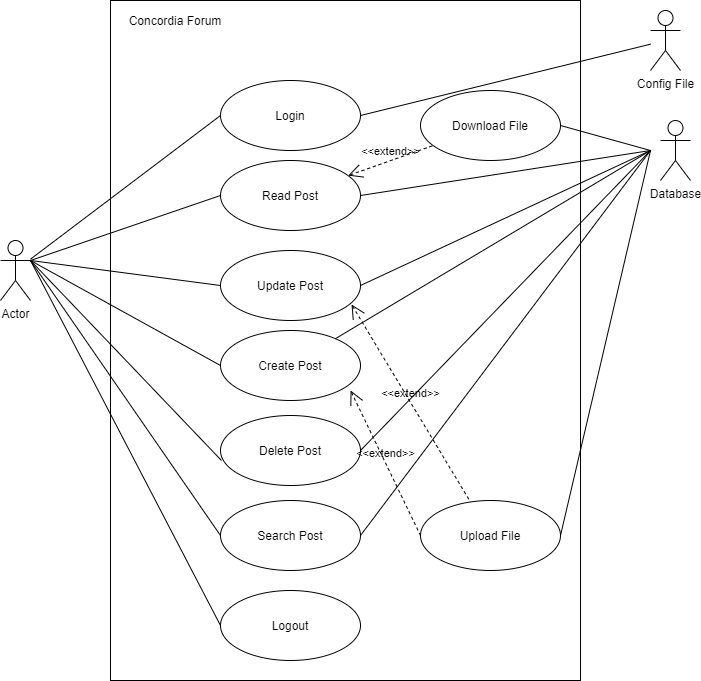 Concordia Forum
Config File
Login
Download File
<<extend>>
Read Post
Database
Actor
Update Post
Create Post
<<extend>>
Delete Post
<<extend>>
Search Post
Upload File
Logout